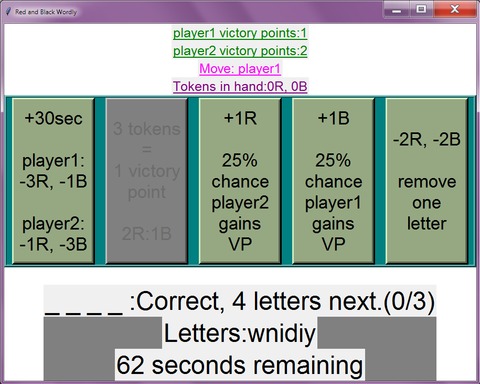 Red and Black Wordly
player1 victory points:1
player2 victory points:2
Move: player1
Tokens in hand:0R, 0B
+30sec
player1:
-3R, -1B
player2:
-1R, -3B
3 tokens
=
1 victory
point
2R:1B
+1R
25%
chance
player2
gains
VP
+1B
25%
chance
player1
gains
VP
-2R, -2B
remove
one
letter
_ _ _ _ :Correct, 4 letters next.(0/3)
Letters:wnidiy
62 seconds remaining